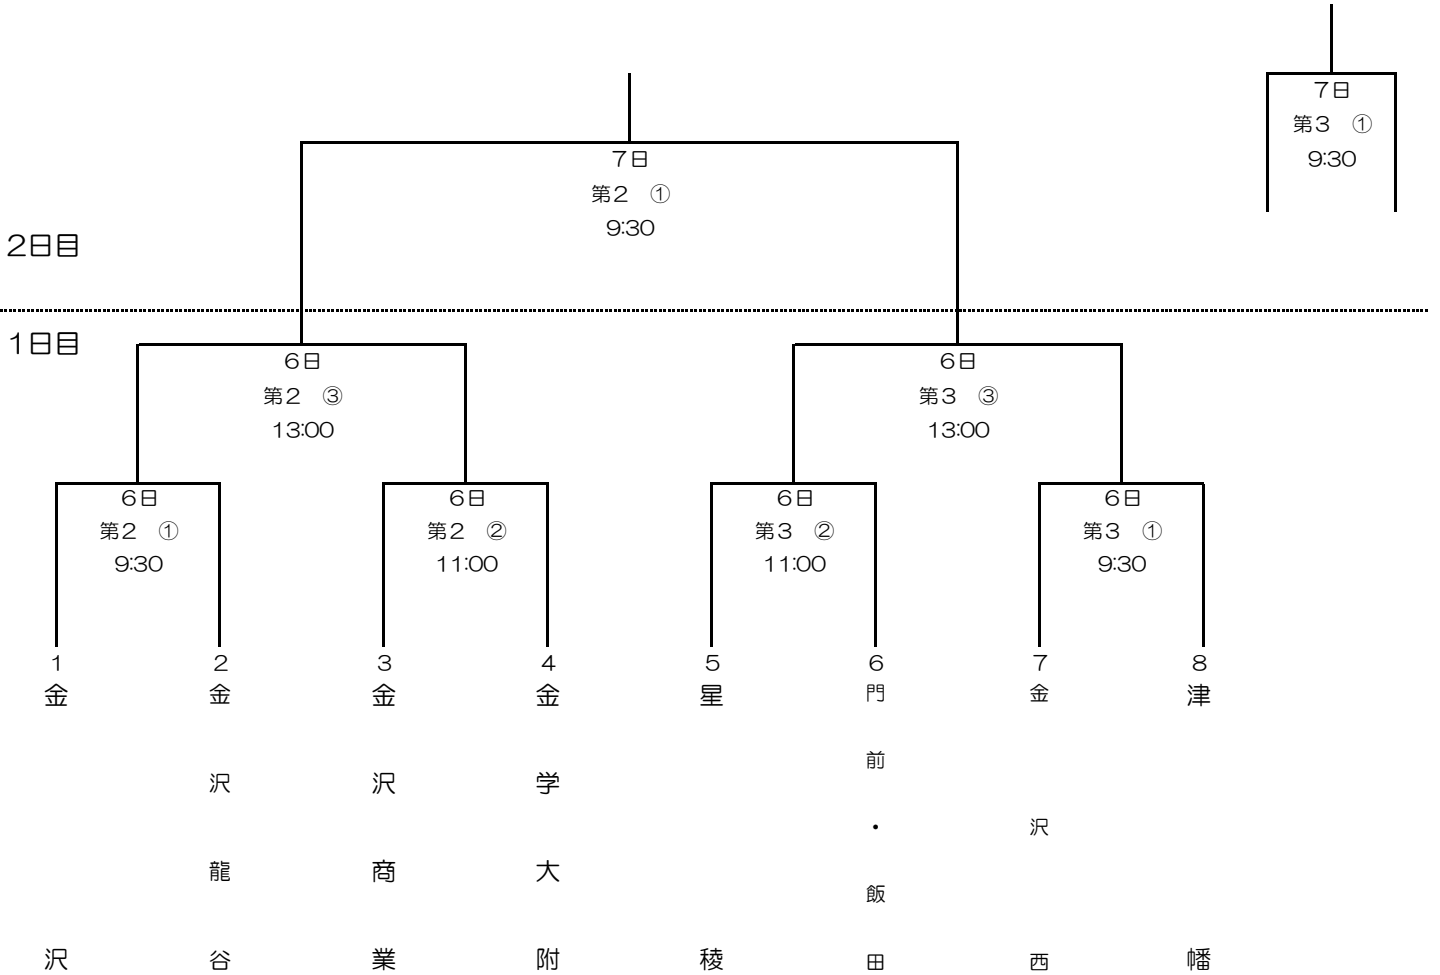 7日
第3　①
9:30
7日
第2　①
9:30
2日目
1日目
6日
第2　③
13:00
6日
第3　③
13:00
6日
第2　①
9:30
6日
第2　②
11:00
6日
第3　②
11:00
6日
第3　①
9:30
1
金沢
2
金沢龍谷
3
金沢商業
4
金学大附
5
星稜
6
門前・飯田
7
金沢西
8
津幡